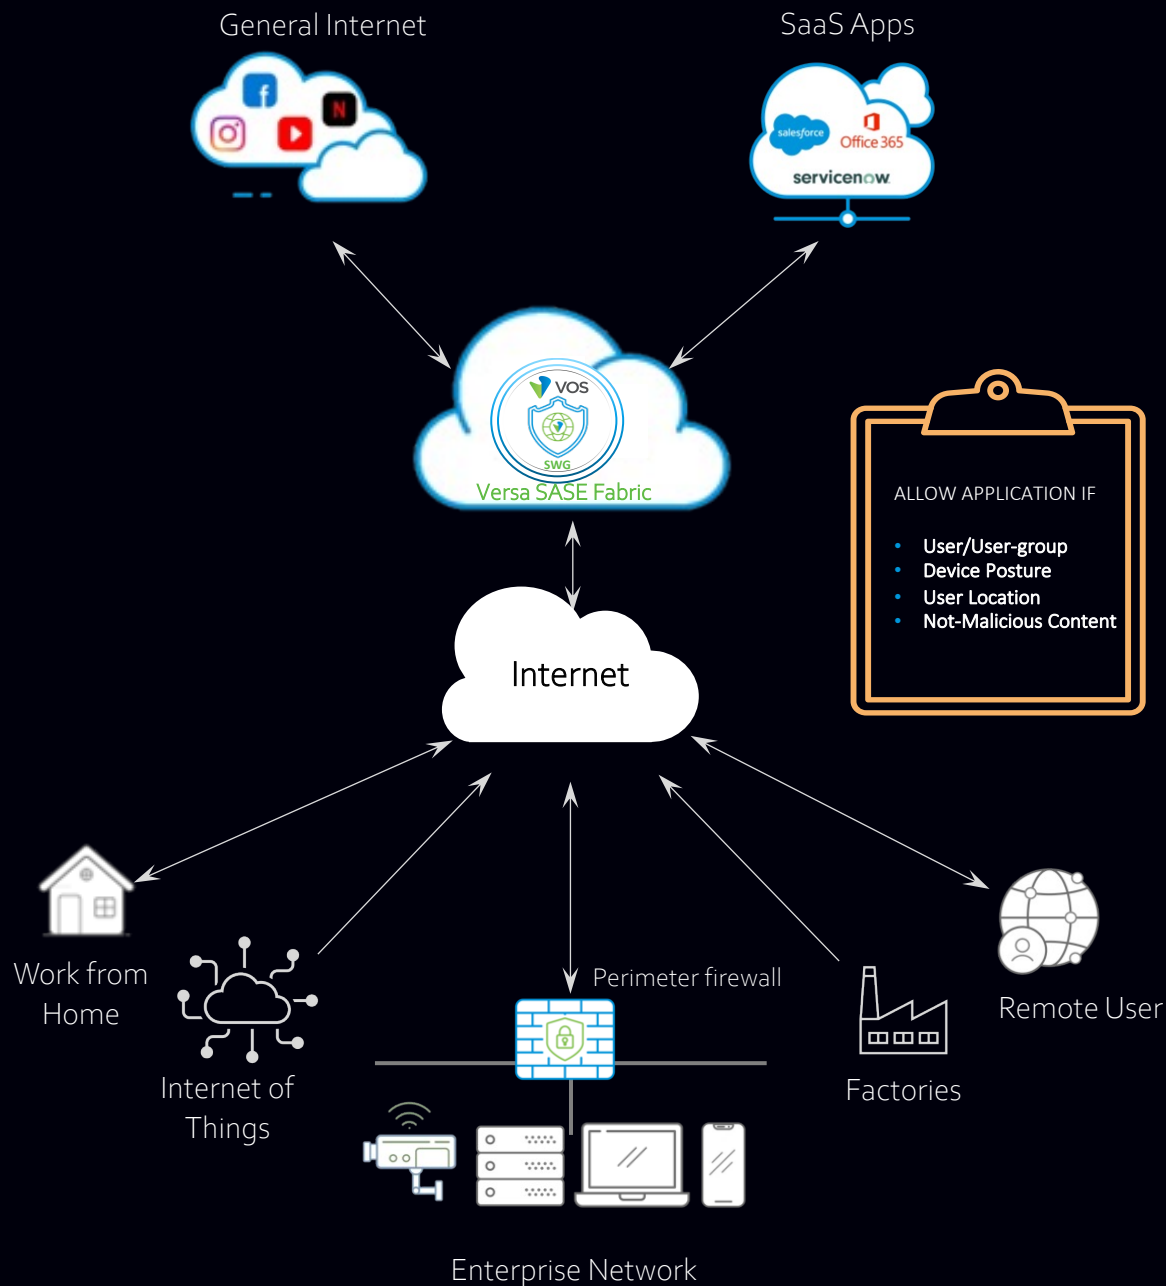 General Internet
SaaS Apps
f
N
salesforce
Office 365
servicenow
VOS
SWG
Versa SASE Fabric
ALLOW APPLICATION IF
• User/User-group
• Device Posture
• User Location
• Not-Malicious Content
Internet
Work from
Home
Internet of
Things
Perimeter firewall
Factories
Remote User
Enterprise Network